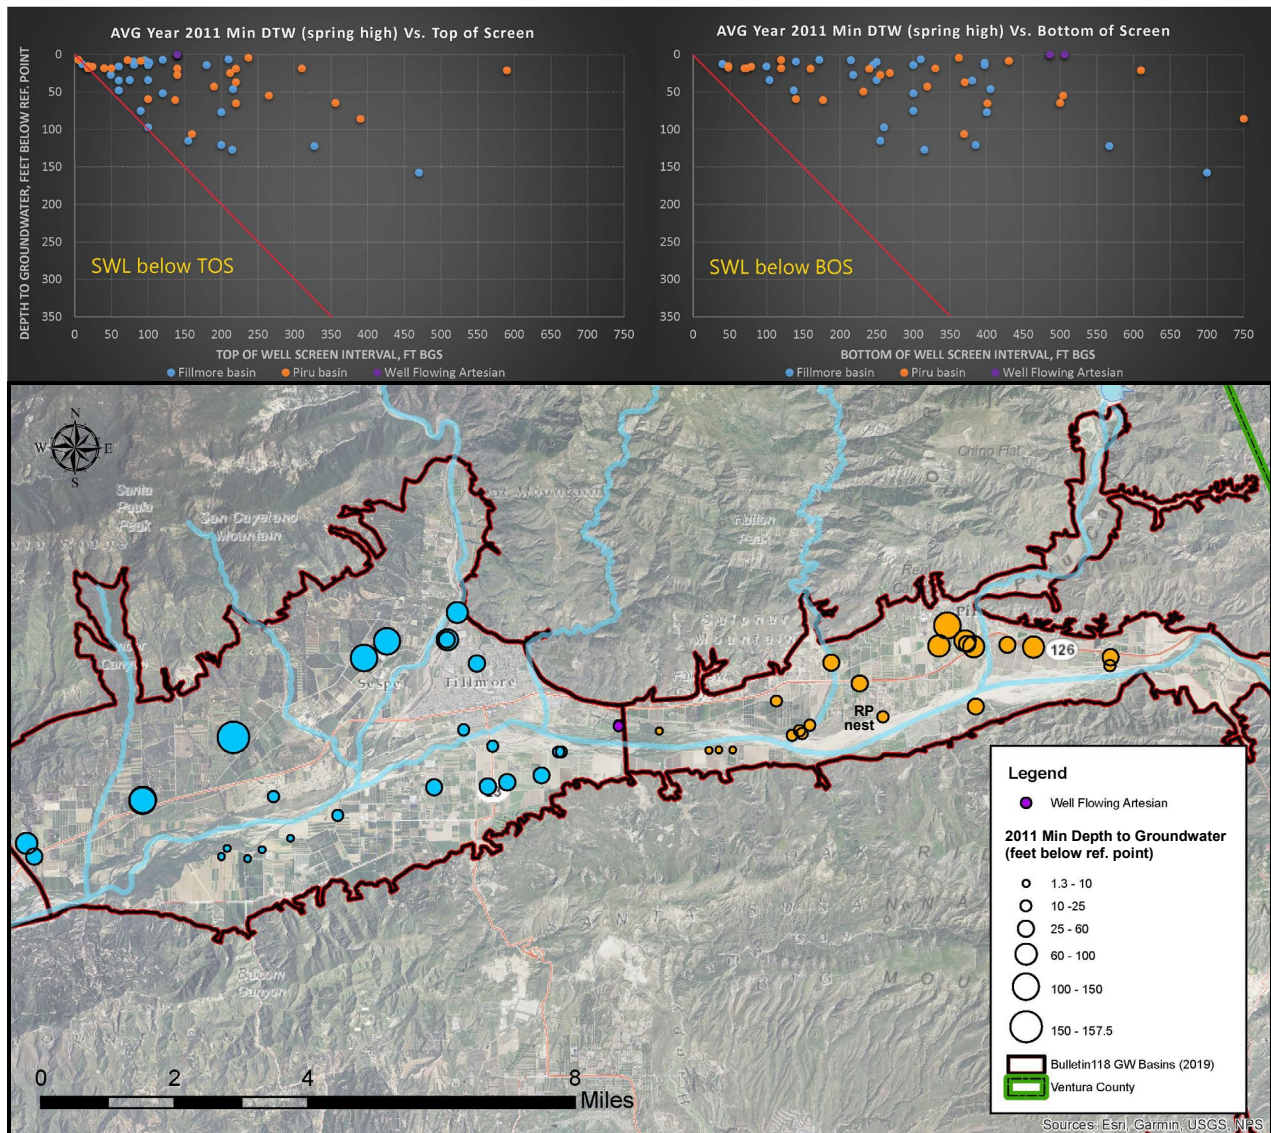 AVG Year 2011 Min DTW (spring high) Vs. Top of Screen
DEPTH TO GROUNDWATER, FEET BELOW REF. POINT
0
50
100
150
200
250
300
350
SWL below TOS
0 50 100 150 200 250 300 350 400 450 500 550 600 650 700 750
TOP OF WELL SCREEN INTERVAL, FT BGS
Fillmore basin Piru basin Well Flowing Artesian
AVG Year 2011 Min DTW (spring high) Vs. Bottom of Screen
0
50
100
150
200
250
300
350
SWL below BOS
0 50 100 150 200 250 300 350 400 450 500 550 600 650 700 750
BOTTOM OF WELL SCREEN INTERVAL, FT BGS
Fillmore basin Piru basin Well Flowing Artesian
N
W E
S
Santa
Paula
Peak
San Cayetano
Mountain
Chino Flat
Peak
Sulphur
Mountain
Canyon
Sespe
Fillmore
126
RP
nest
Balcom
Canyon
Legend
Well Flowing Artesian
2011 Min Depth to Groundwater
(feet below ref. point)
1.3 - 10
10 -25
25 - 60
60 - 100
100 - 150
150 - 157.5
Bulletin118 GW Basins (2019)
Ventura County
0 2 4 8
Miles
Sources: Esri, Garmin, USGS, NPS